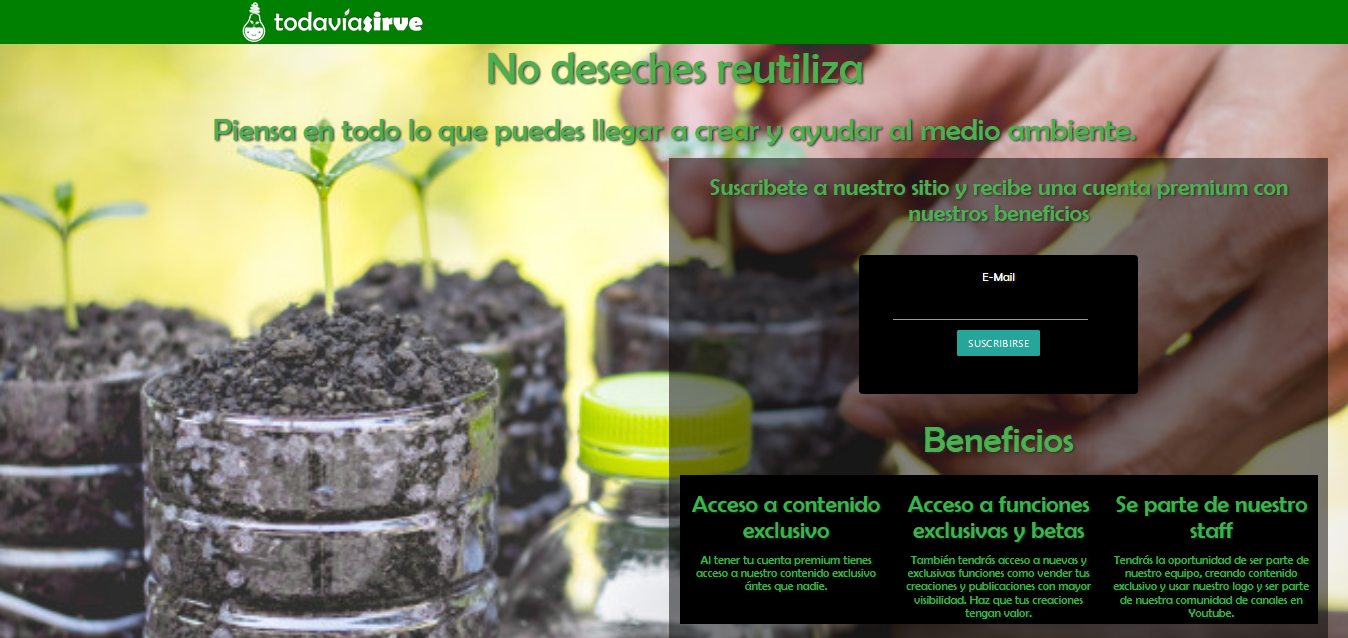 todavíasirve
No deseches reutiliza
Piensa en todo lo que puedes llegar a crear y ayudar al medio ambiente.
Suscribete a nuestro sitio y recibe una cuenta premium con
nuestros beneficios
E-Mail
SUSCRIBIRSE
Beneficios
Acceso a contenido
exclusivo
Al tener tu cuenta premium tienes
acceso a nuestro contenido exclusivo
ántes que nadie.
Acceso a funciones
exclusivas y betas
También tendrás acceso a nuevas y
exclusivas funciones como vender tus
creaciones y publicaciones con mayor
visibilidad. Haz que tus creaciones
tengan valor.
Se parte de nuestro
staff
Tendrás la oportunidad de ser parte de
nuestro equipo, creando contenido
exclusivo y usar nuestro logo y ser parte
de nuestra comunidad de canales en
Youtube.